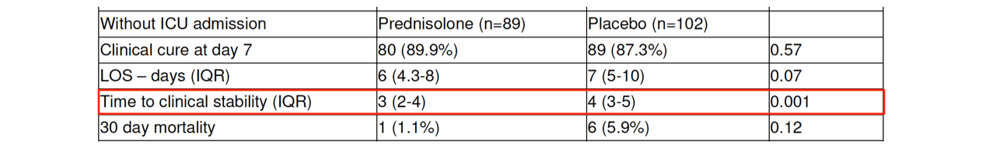 Without ICU admission Prednisolone (n=89) Placebo (n=102)
Clinical cure at day 7 80 (89.9%) 89 (87.3%) 0.57
LOS – days (IQR) 6 (4.3-8) 7 (5-10) 0.07
Time to clinical stability (IQR) 3 (2-4) 4 (3-5) 0.001
30 day mortality 1 (1.1%) 6 (5.9%) 0.12